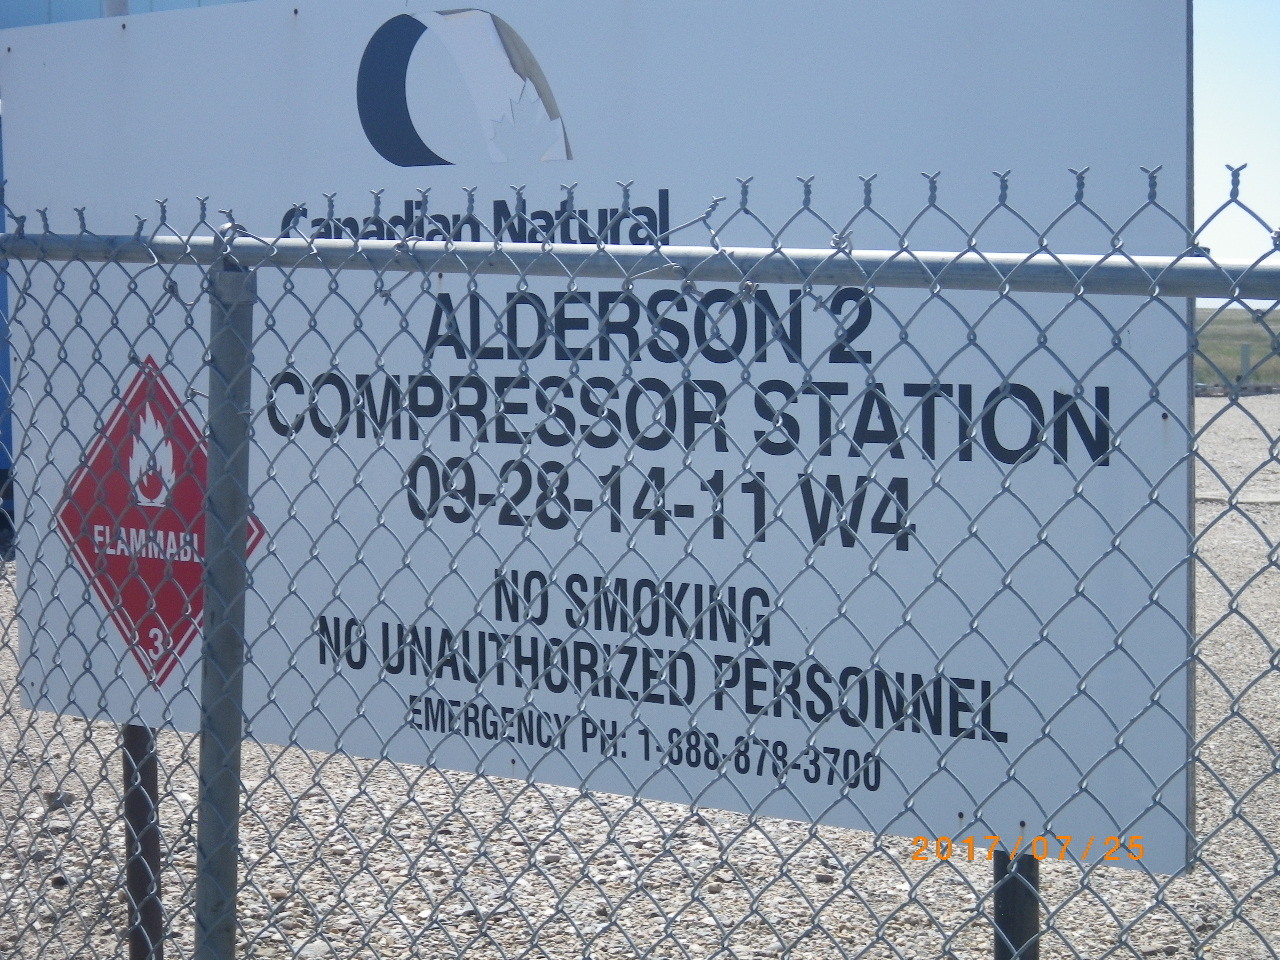 Canadian Natural
ALDERSON 2
COMPRESSOR STATION
09-28-14-11 W4
FLAMMABL
3
NO SMOKING
NO UNAUTHORIZED PERSONNEL
EMERGENCY PH: 1-888-878-3700
2017/07/25